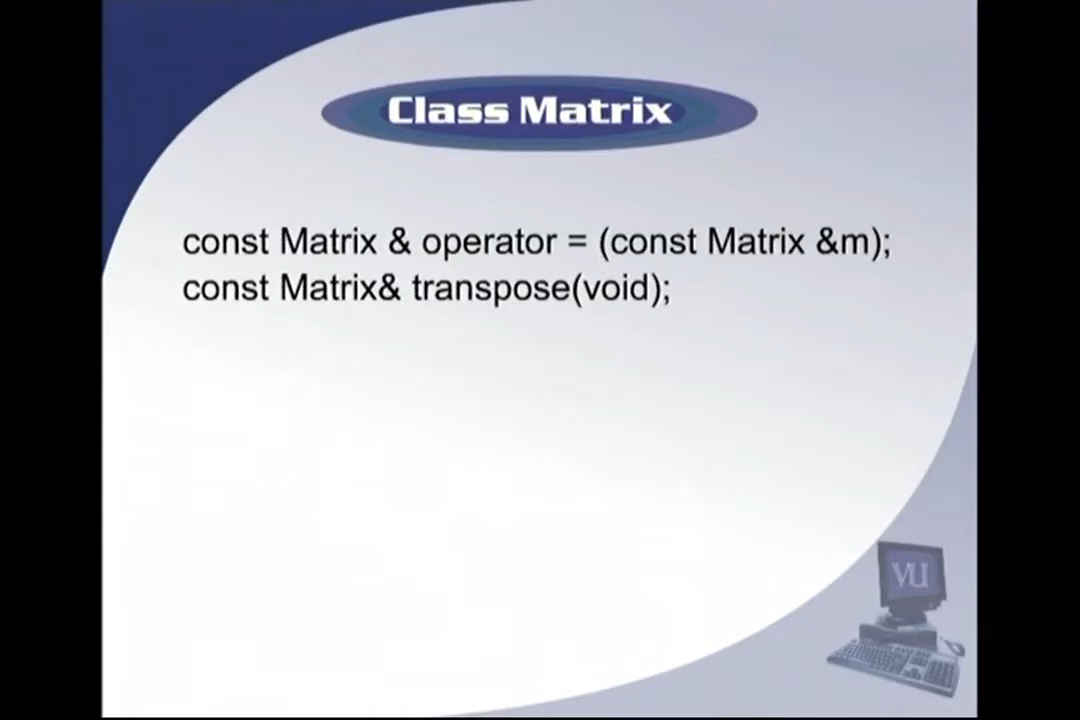 Class Matrix
const Matrix & operator = (const Matrix &m);
const Matrix& transpose(void);
VU